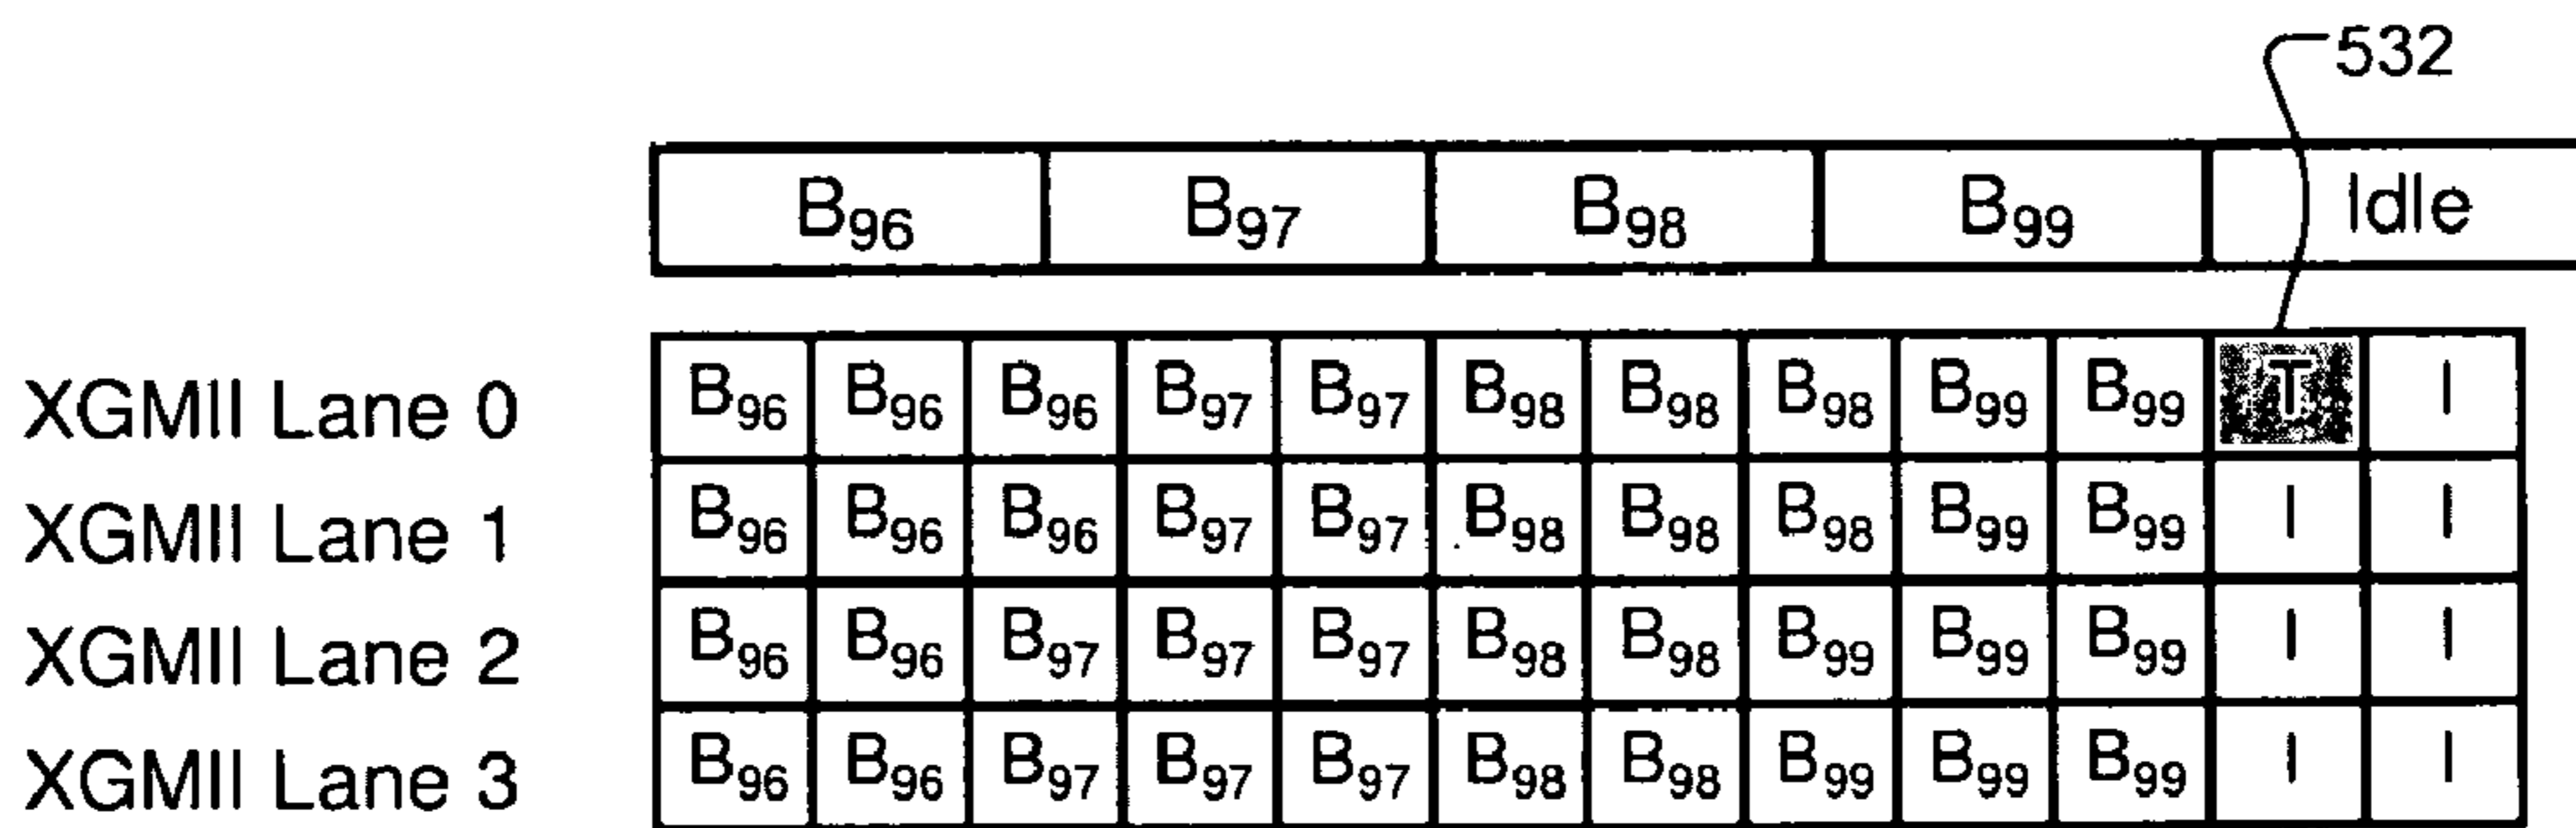 532
B96 B97 B98 B99 Idle
XGMII Lane 0 B96 B96 B96 B97 B97 B98 B98 B98 B99 B99 T I
XGMII Lane 1 B96 B96 B96 B97 B97 B98 B98 B98 B99 B99 I I
XGMII Lane 2 B96 B96 B97 B97 B97 B98 B98 B99 B99 B99 I I
XGMII Lane 3 B96 B96 B97 B97 B97 B98 B98 B99 B99 B99 I I